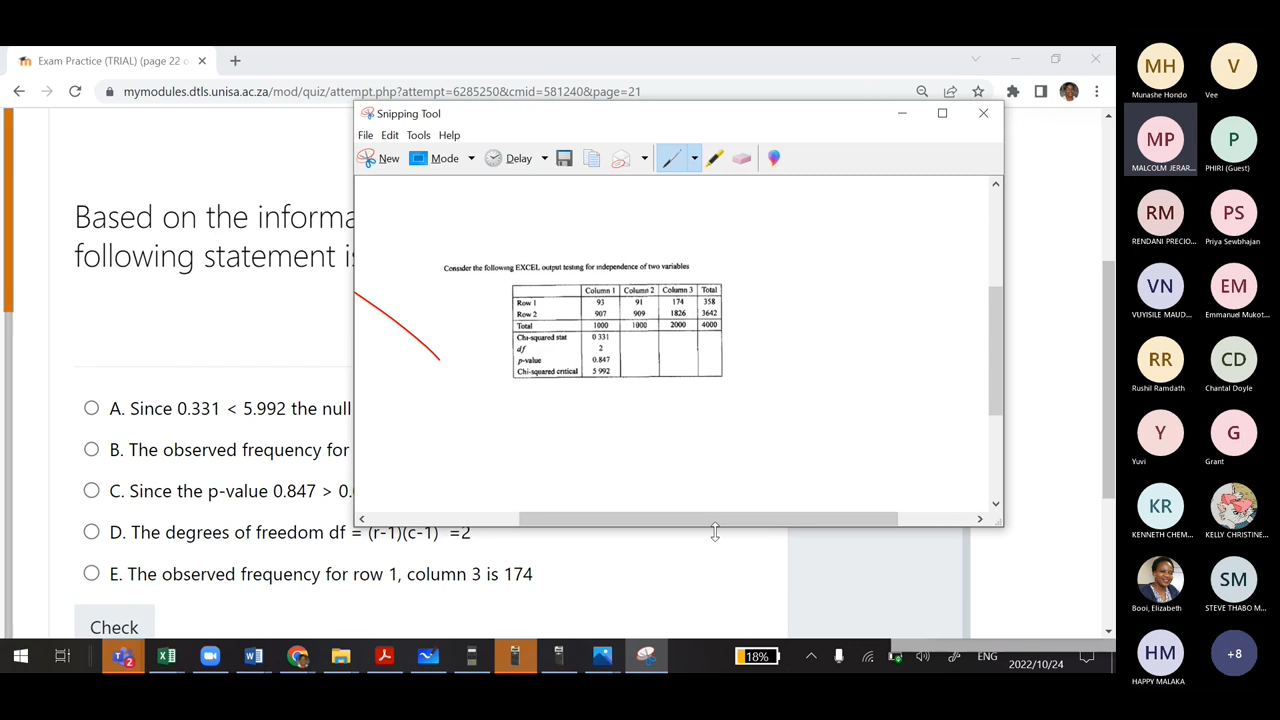 Exam Practice (TRIAL) (page 22 o
mymodules.dtls.unisa.ac.za/mod/quiz/attempt.php?attempt=6285250&cmid=581240&page=21
Snipping Tool
File Edit Tools Help
New Mode Delay
Based on the informa
following statement is
Consider the following EXCEL output testing for independence of two variables
Column 1 Column 2 Column 3 Total
Row 1 93 91 174 358
Row 2 907 909 1826 3642
Total 1000 1000 2000 4000
Chi-squared stat 0 331
df 2
p-value 0.847
Chi-squared critical 5 992
A. Since 0.331 < 5.992 the null
B. The observed frequency for
C. Since the p-value 0.847 > 0.
D. The degrees of freedom df = (r-1)(c-1) =2
E. The observed frequency for row 1, column 3 is 174
Check
18%
ENG
2022/10/24
MH V
Munashe Hondo Vee
MP P
MALCOLM JERAR... PHIRI (Guest)
RM PS
RENDANI PRECIO... Priya Sewbhajan
VN EM
VUYISILE MAUD... Emmanuel Mukot...
RR CD
Rushil Ramdath Chantal Doyle
Y G
Yuvi Grant
KR
KENNETH CHEM... KELLY CHRISTINE...
SM
Booi, Elizabeth STEVE THABO M...
HM +8
HAPPY MALAKA